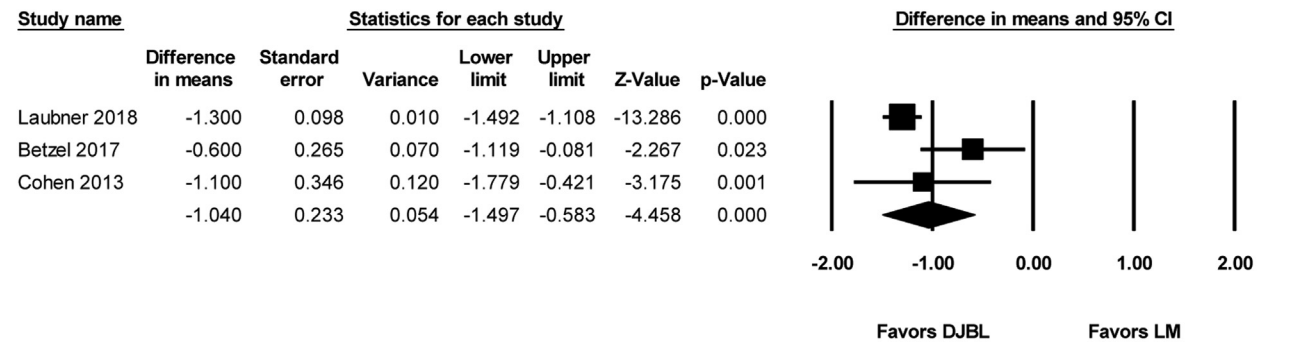 Study name Statistics for each study Difference in means and 95% CI
Difference Standard Lower Upper
in means error Variance limit limit Z-Value p-Value
Laubner 2018 -1.300 0.098 0.010 -1.492 -1.108 -13.286 0.000
Betzel 2017 -0.600 0.265 0.070 -1.119 -0.081 -2.267 0.023
Cohen 2013 -1.100 0.346 0.120 -1.779 -0.421 -3.175 0.001
-1.040 0.233 0.054 -1.497 -0.583 -4.458 0.000
-2.00 -1.00 0.00 1.00 2.00
Favors DJBL Favors LM